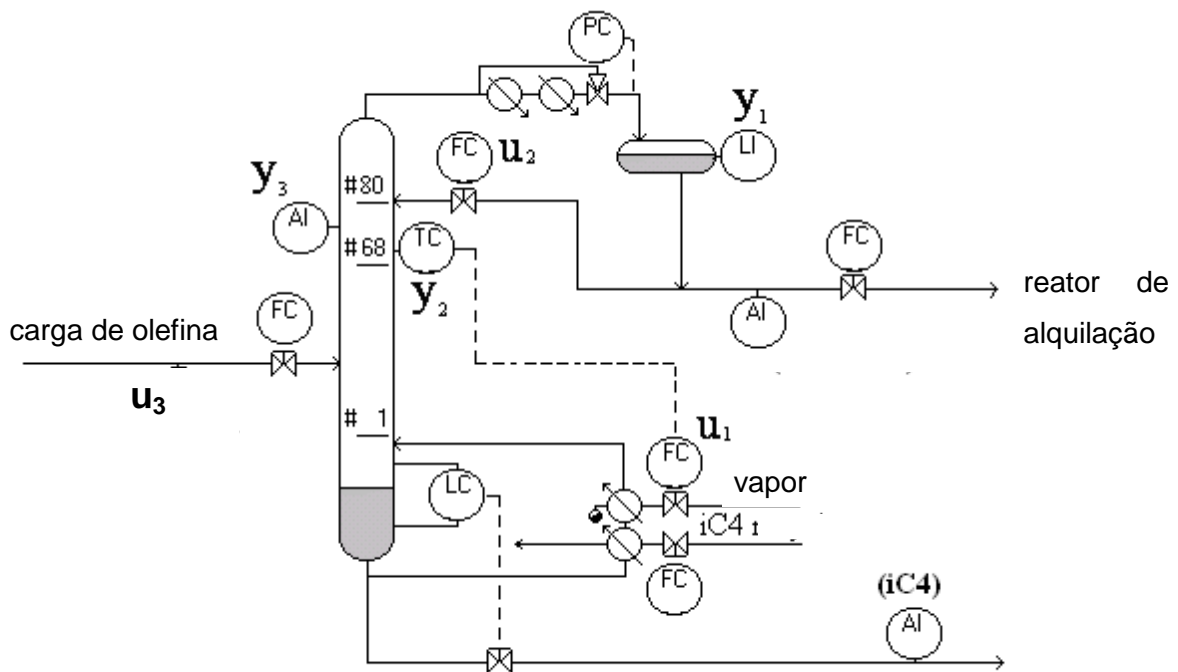 PC
y₁
LI
FC
u₂
#80
y₃
AI
#68
TC
y₂
FC
FC
AI
reator de
alquilação
carga de olefina
u₃
# 1
u₁
FC
vapor
LC
iC4 r
FC
(iC4)
AI